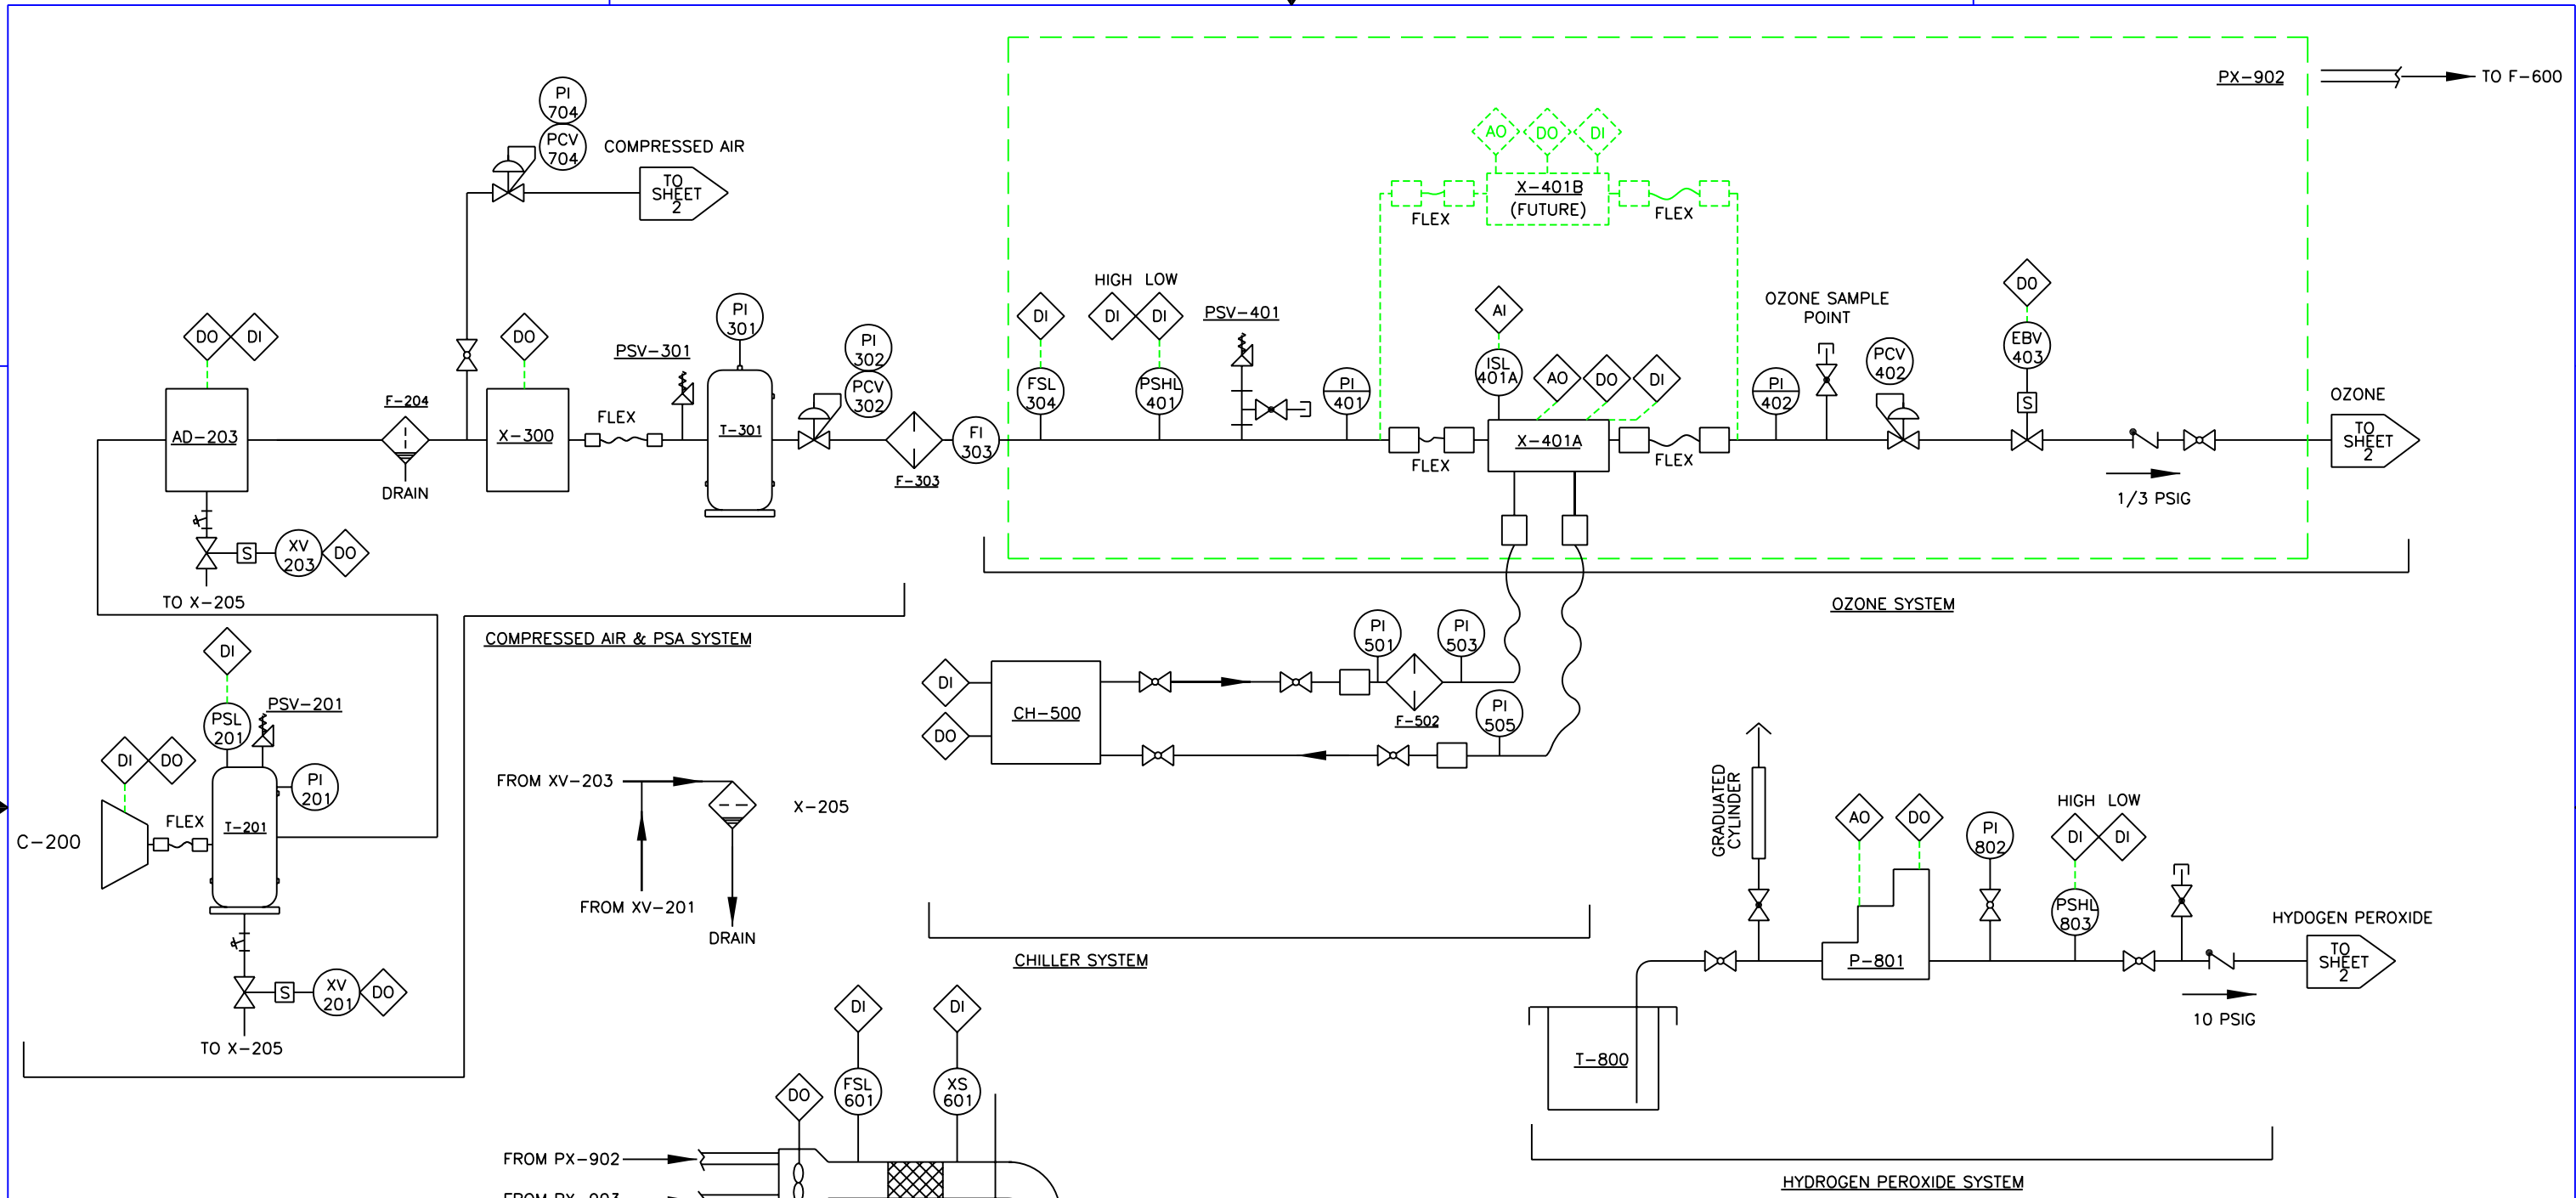 PX-902
TO F-600
PI
704
PCV
704
COMPRESSED AIR
TO
SHEET
2
AO
DO
DI
X-401B
(FUTURE)
FLEX
FLEX
DO
DI
F-204
AD-203
DRAIN
DO
X-300
FLEX
PSV-301
PI
301
T-301
PI
302
PCV
302
F-303
FI
303
DI
FSL
304
HIGH LOW
DI
DI
PSHL
401
PSV-401
PI
401
AI
ISL
401A
AO
DO
DI
X-401A
FLEX
FLEX
PI
402
OZONE SAMPLE
POINT
PCV
402
DO
EBV
403
S
1/3 PSIG
OZONE
TO
SHEET
2
S
XV
203
DO
TO X-205
COMPRESSED AIR & PSA SYSTEM
OZONE SYSTEM
DI
PSL
201
PSV-201
DI
DO
PI
201
C-200
FLEX
T-201
S
XV
201
DO
TO X-205
FROM XV-203
X-205
FROM XV-201
DRAIN
DI
DO
CH-500
PI
501
PI
503
F-502
PI
505
CHILLER SYSTEM
GRADUATED
CYLINDER
AO
DO
P-801
PI
802
HIGH LOW
DI
DI
PSHL
803
HYDOGEN PEROXIDE
TO
SHEET
2
10 PSIG
T-800
HYDROGEN PEROXIDE SYSTEM
DI
DI
DO
FSL
601
XS
601
FROM PX-902